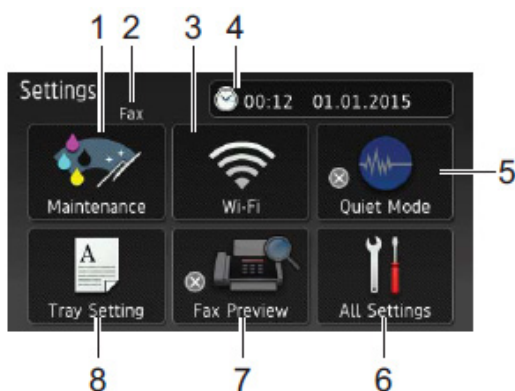 1 2 3 4
Settings
Fax
00:12 01.01.2015
Maintenance Wi-Fi Quiet Mode
5
A
Tray Setting Fax Preview All Settings
8 7 6